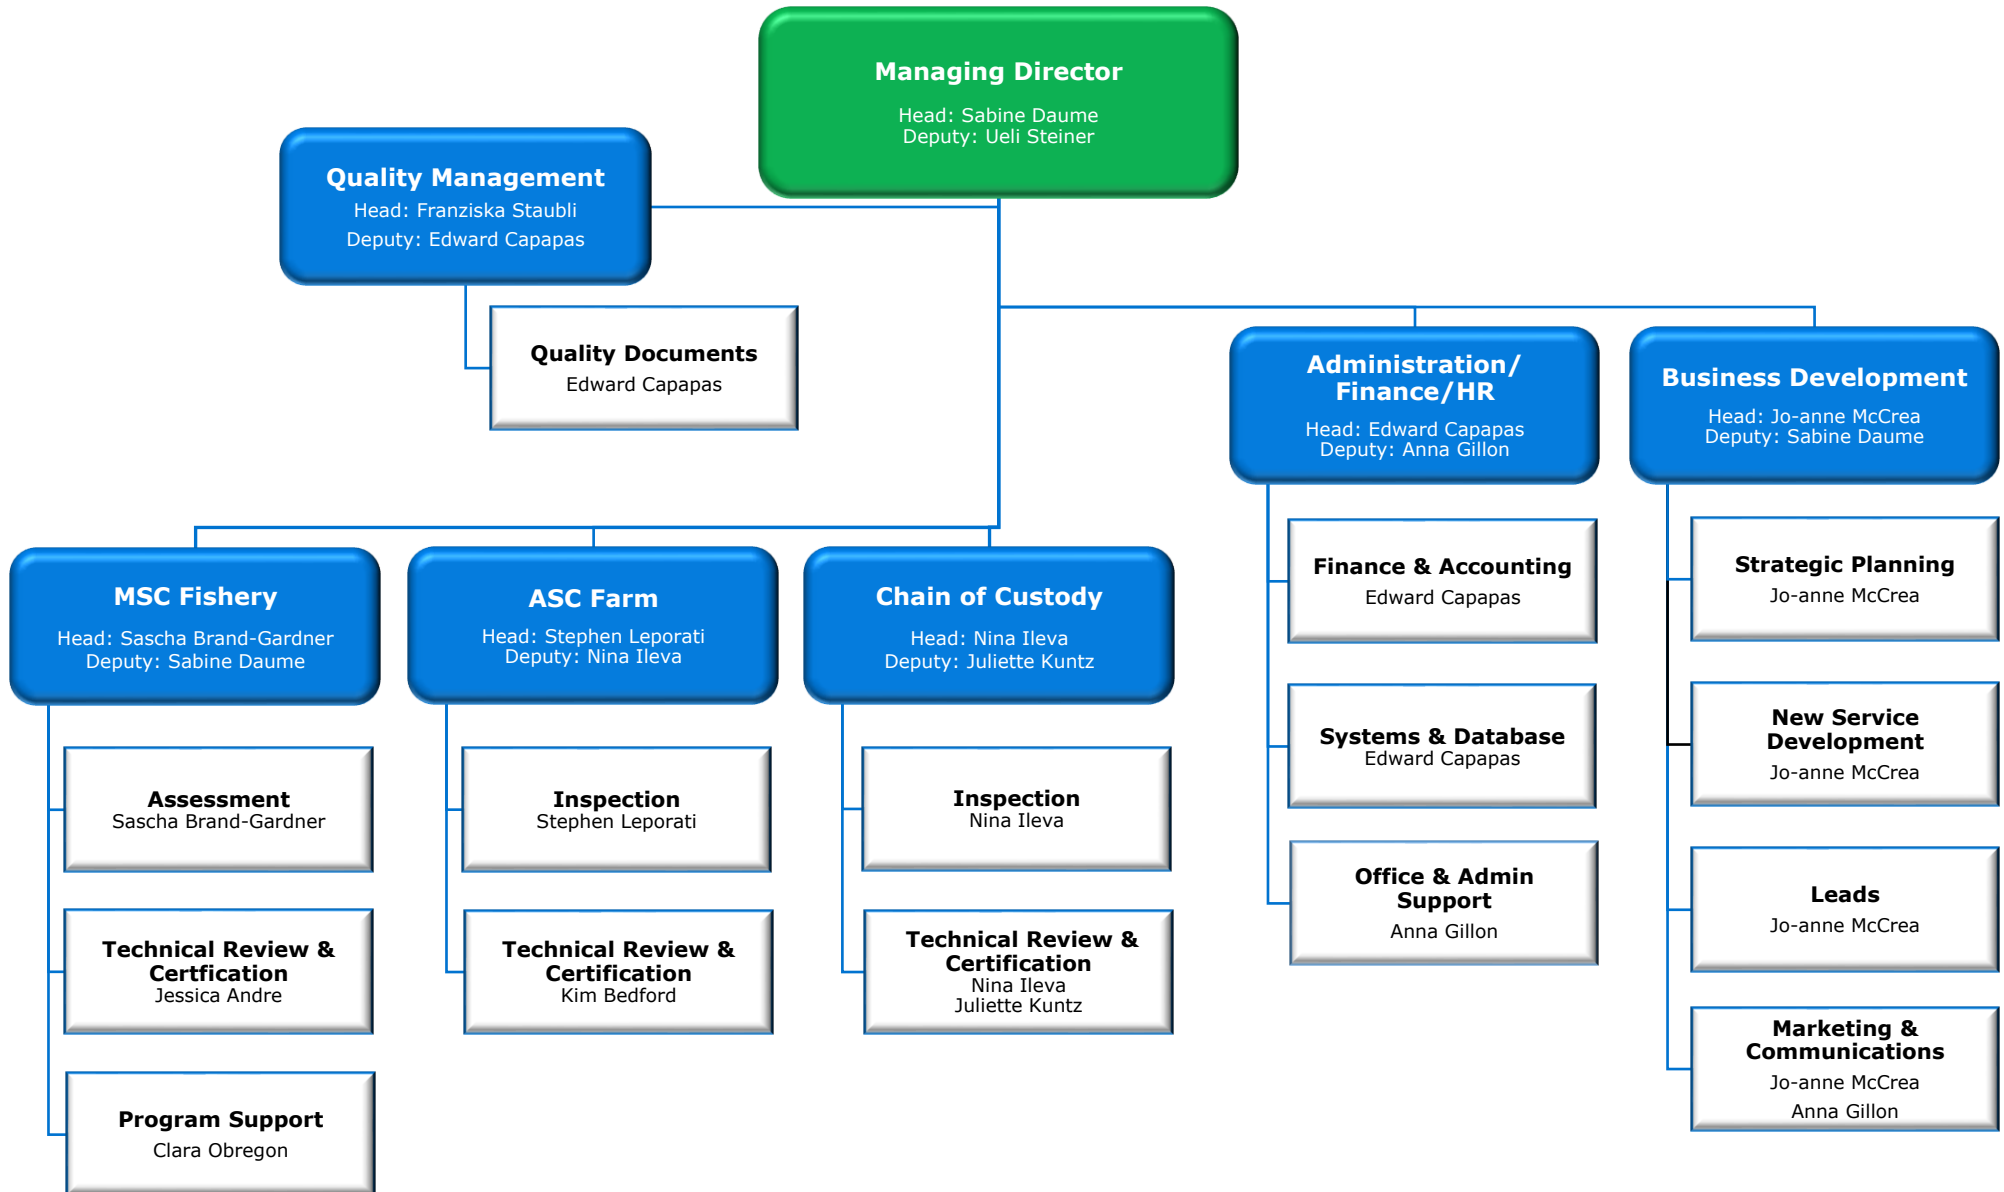 Managing Director
Head: Sabine Daume
Deputy: Ueli Steiner
Quality Management
Head: Franziska Staubli
Deputy: Edward Capapas
Quality Documents
Edward Capapas
Administration/
Finance/HR
Head: Edward Capapas
Deputy: Anna Gillon
Business Development
Head: Jo-anne McCrea
Deputy: Sabine Daume
MSC Fishery
Head: Sascha Brand-Gardner
Deputy: Sabine Daume
ASC Farm
Head: Stephen Leporati
Deputy: Nina Ileva
Chain of Custody
Head: Nina Ileva
Deputy: Juliette Kuntz
Assessment
Sascha Brand-Gardner
Technical Review &
Certfication
Jessica Andre
Program Support
Clara Obregon
Inspection
Stephen Leporati
Technical Review &
Certification
Kim Bedford
Inspection
Nina Ileva
Technical Review &
Certification
Nina Ileva
Juliette Kuntz
Finance & Accounting
Edward Capapas
Systems & Database
Edward Capapas
Office & Admin
Support
Anna Gillon
Strategic Planning
Jo-anne McCrea
New Service
Development
Jo-anne McCrea
Leads
Jo-anne McCrea
Marketing &
Communications
Jo-anne McCrea
Anna Gillon